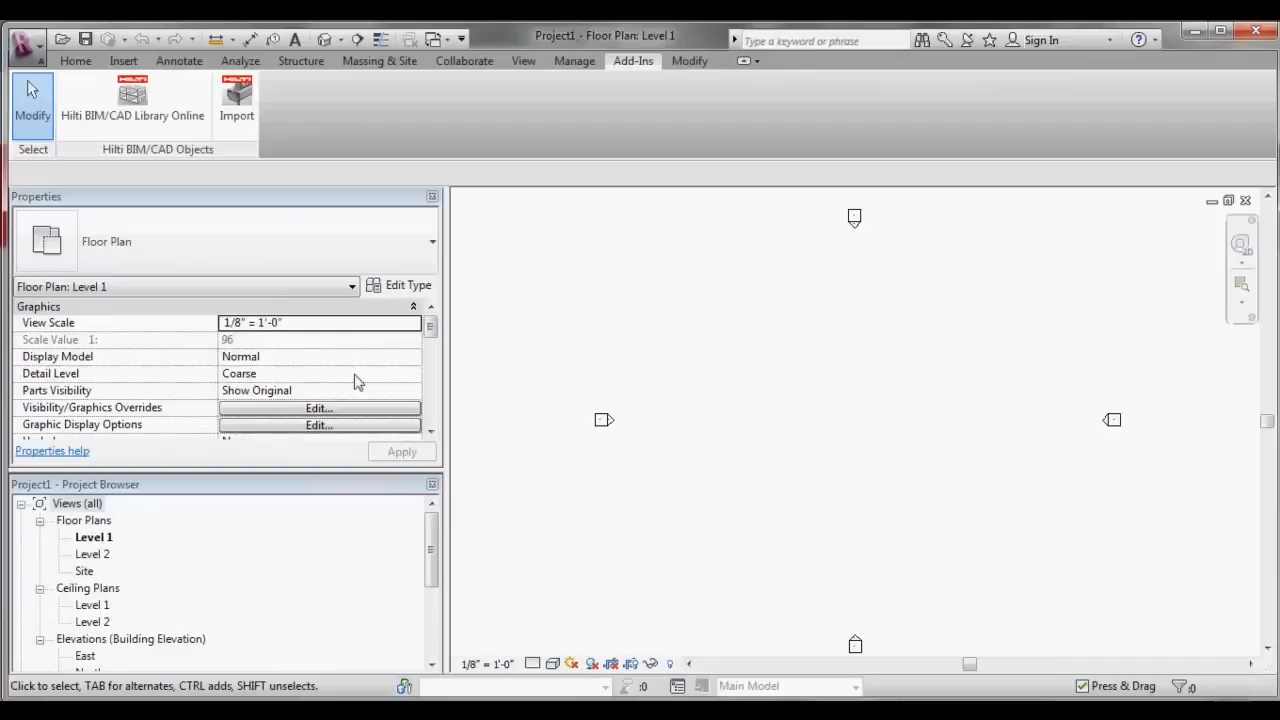 Project1 - Floor Plan: Level 1
Type a keyword or phrase
Sign In
Home Insert Annotate Analyze Structure Massing & Site Collaborate View Manage Add-Ins Modify
HILTI HILTI
Modify Hilti BIM/CAD Library Online Import
Select Hilti BIM/CAD Objects
Properties
Floor Plan
Floor Plan: Level 1 Edit Type
Graphics
View Scale 1/8" = 1'-0"
Scale Value 1: 96
Display Model Normal
Detail Level Coarse
Parts Visibility Show Original
Visibility/Graphics Overrides Edit...
Graphic Display Options Edit...
Properties help Apply
Project1 - Project Browser
Views (all)
Floor Plans
Level 1
Level 2
Site
Ceiling Plans
Level 1
Level 2
Elevations (Building Elevation)
East
2D
1/8" = 1'-0"
Click to select, TAB for alternates, CTRL adds, SHIFT unselects. :0 Main Model Press & Drag :0